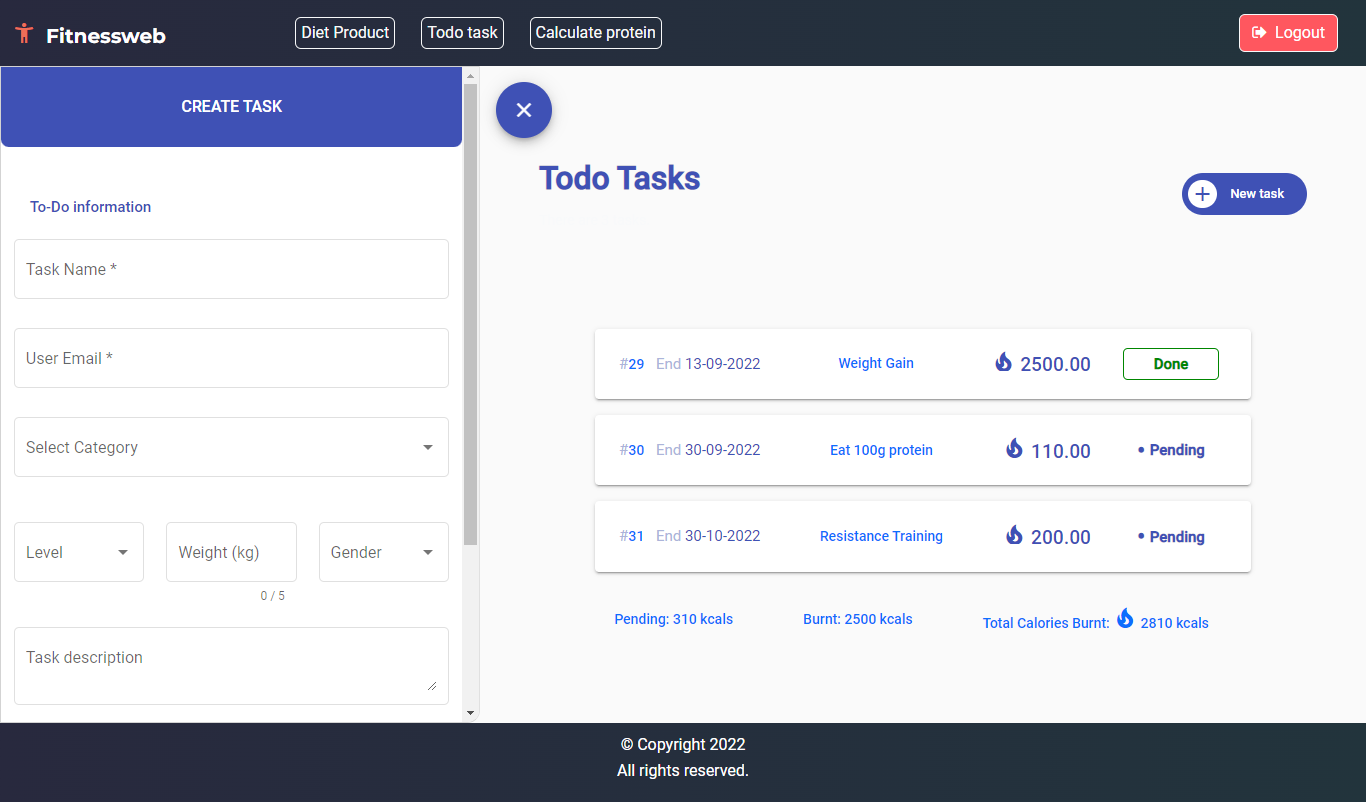 Fitnessweb
Diet Product
Todo task
Calculate protein
Logout
CREATE TASK
To-Do information
Task Name *
User Email *
Select Category
Level
Weight (kg)
Gender
0 / 5
Task description
Todo Tasks
New task
#29 End 13-09-2022 Weight Gain 2500.00 Done
#30 End 30-09-2022 Eat 100g protein 110.00 • Pending
#31 End 30-10-2022 Resistance Training 200.00 • Pending
Pending: 310 kcals Burnt: 2500 kcals Total Calories Burnt: 2810 kcals
© Copyright 2022
All rights reserved.